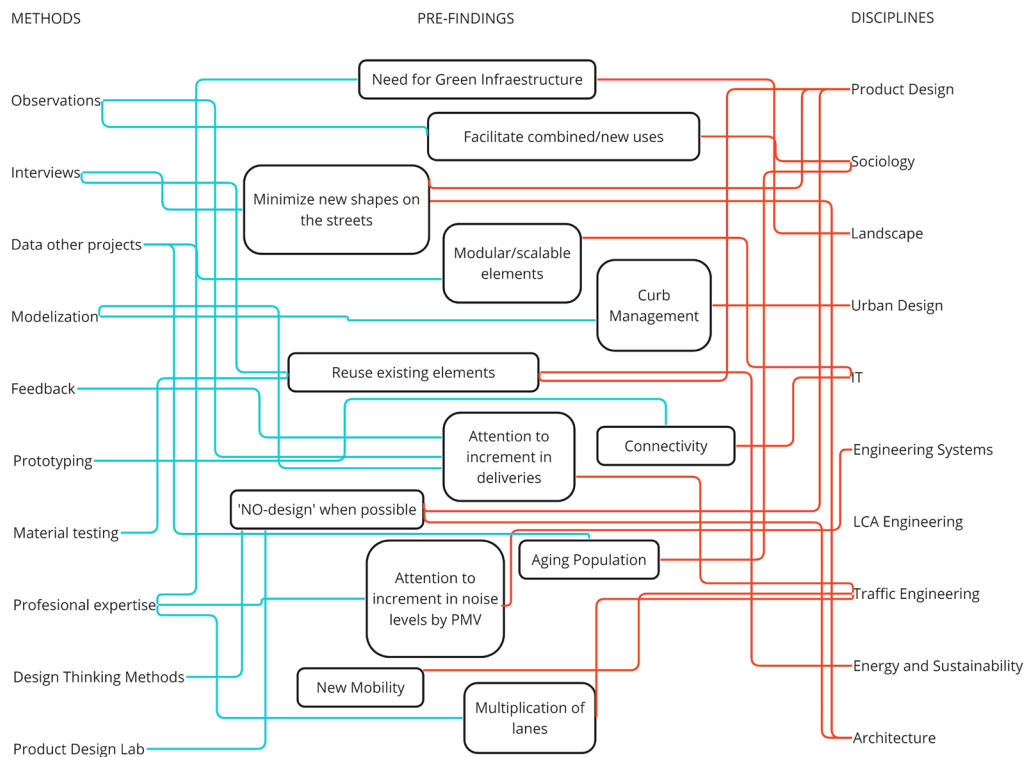 METHODS
PRE-FINDINGS
DISCIPLINES
Observations
Interviews
Data other projects
Modelization
Feedback
Prototyping
Material testing
Profesional expertise
Design Thinking Methods
Product Design Lab
Need for Green Infraestructure
Facilitate combined/new uses
Minimize new shapes on
the streets
Modular/scalable
elements
Curb
Management
Reuse existing elements
Attention to
increment in
deliveries
Connectivity
'NO-design' when possible
Aging Population
Attention to
increment in noise
levels by PMV
New Mobility
Multiplication of
lanes
Product Design
Sociology
Landscape
Urban Design
IT
Engineering Systems
LCA Engineering
Traffic Engineering
Energy and Sustainability
Architecture